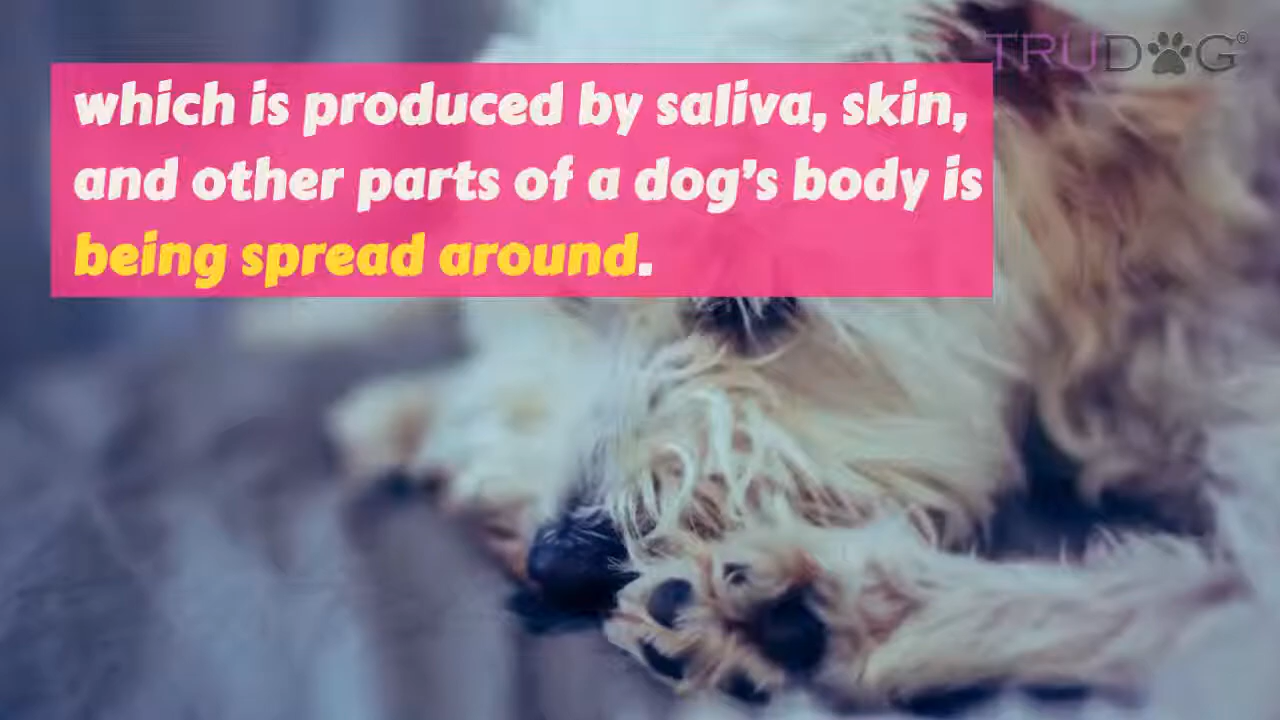 TRUDOG®
which is produced by saliva, skin,
and other parts of a dog's body is
being spread around.